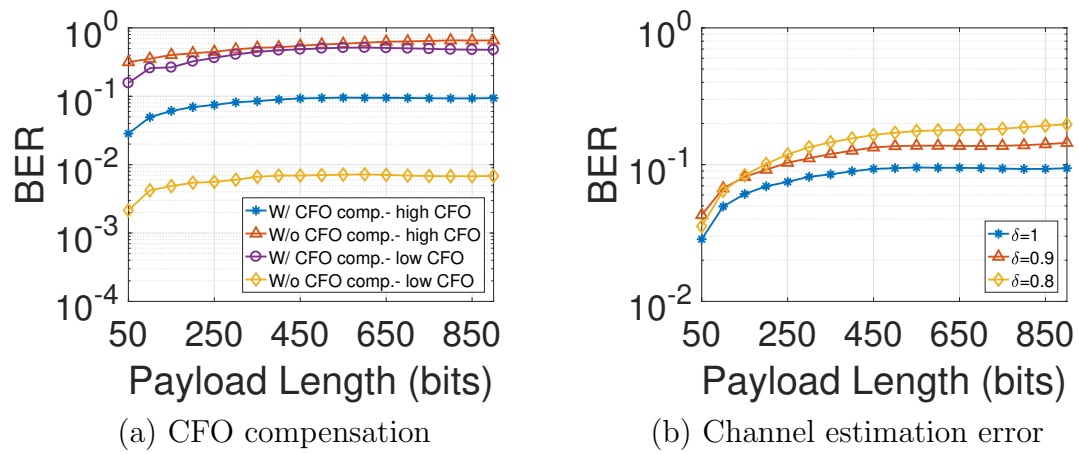 10^0
10^-1
10^-2
10^-3
10^-4
BER
W/ CFO comp.- high CFO
W/o CFO comp.- high CFO
W/ CFO comp.- low CFO
W/o CFO comp.- low CFO
50 250 450 650 850
Payload Length (bits)
(a) CFO compensation
10^0
10^-1
10^-2
BER
δ=1
δ=0.9
δ=0.8
50 250 450 650 850
Payload Length (bits)
(b) Channel estimation error